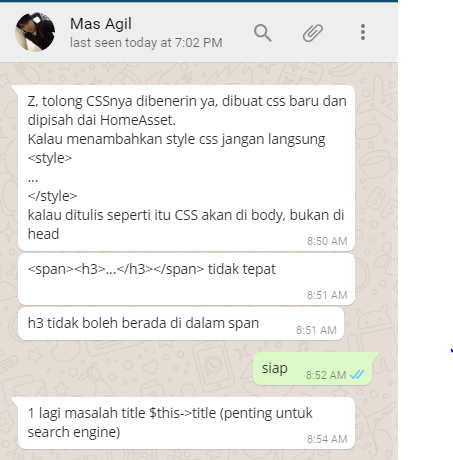 Mas Agil
last seen today at 7:02 PM
Z, tolong CSSnya dibenerin ya, dibuat css baru dan
dipisah dai HomeAsset.
Kalau menambahkan style css jangan langsung
<style>
...
</style>
kalau ditulis seperti itu CSS akan di body, bukan di
head
8:50 AM
<span><h3>...</h3></span> tidak tepat
8:51 AM
h3 tidak boleh berada di dalam span
8:51 AM
siap
8:52 AM
1 lagi masalah title $this->title (penting untuk
search engine)
8:54 AM